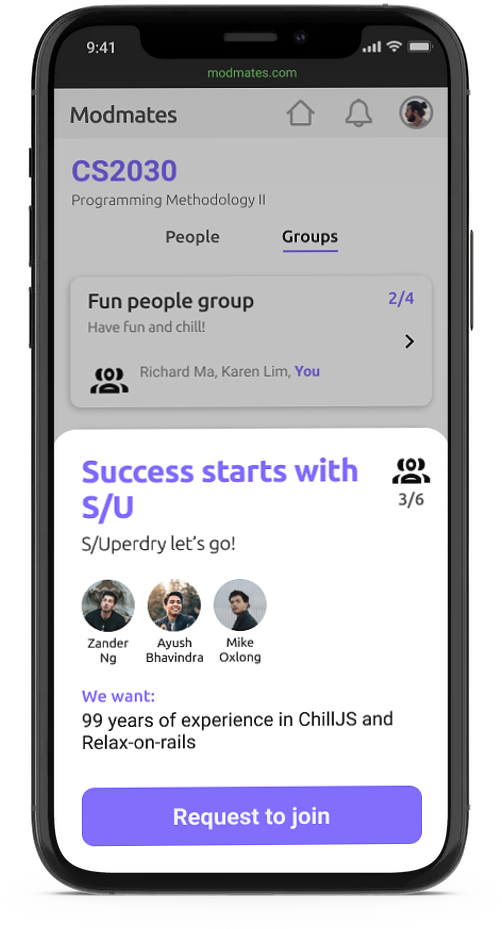 9:41
modmates.com
Modmates
CS2030
Programming Methodology II
People Groups
Fun people group 2/4
Have fun and chill!
Richard Ma, Karen Lim, You
Success starts with
S/U
3/6
S/Uperdry let's go!
Zander
Ng
Ayush
Bhavindra
Mike
Oxlong
We want:
99 years of experience in ChillJS and
Relax-on-rails
Request to join